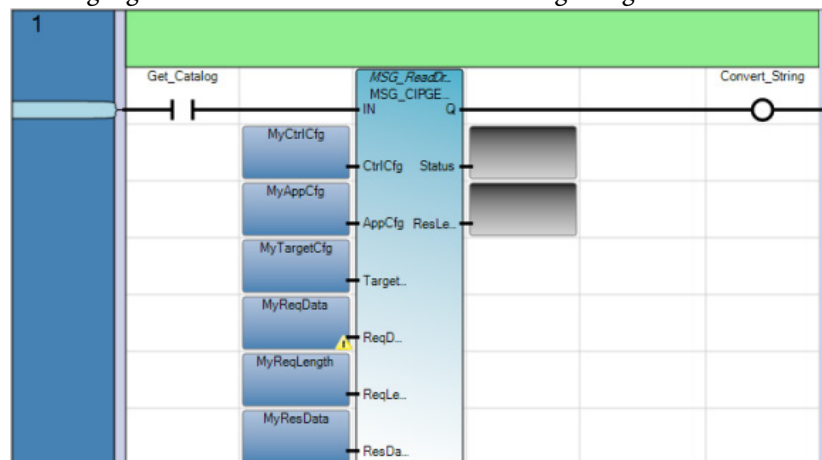 1
Get_Catalog
MSG_ReadDr...
Convert_String
MSG_CIPGE...
IN Q
MyCtrlCfg
CtrlCfg Status
MyAppCfg
AppCfg ResLe...
MyTargetCfg
Target...
MyReqData
ReqD...
MyReqLength
ReqLe...
MyResData
ResDa...